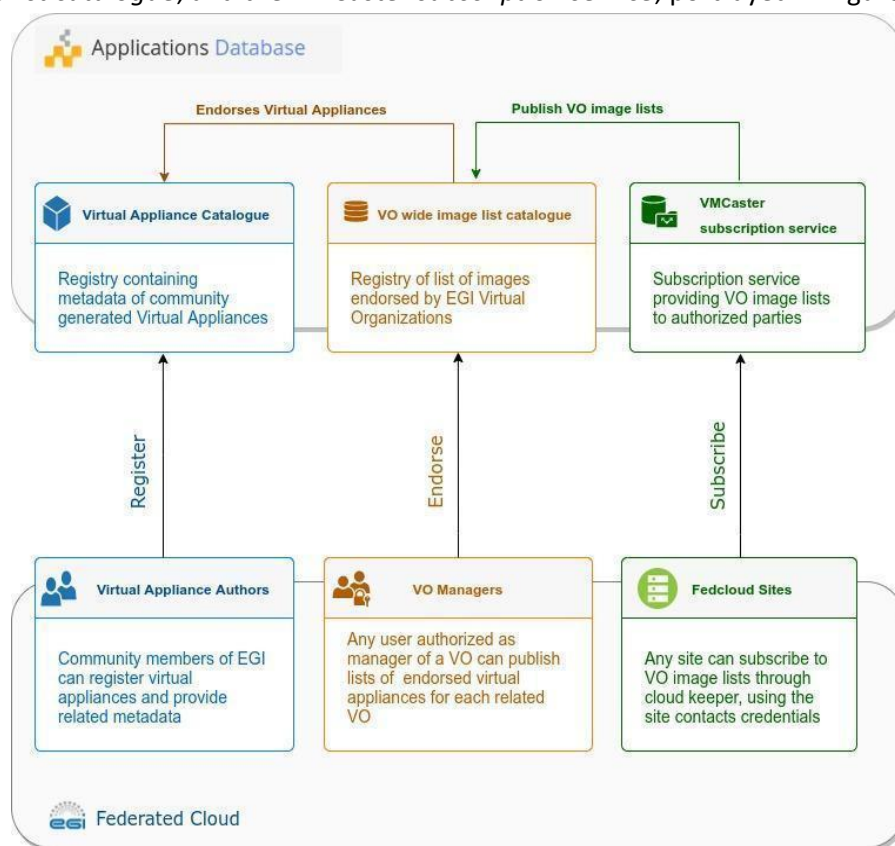 catalogue, and the
service, portrayed
Applications Database
Endorses Virtual Appliances
Publish VO image lists
Virtual Appliance Catalogue
VO wide image list catalogue
VMCaster
subscription service
Registry containing
metadata of community
generated Virtual Appliances
Registry of list of images
endorsed by EGI Virtual
Organizations
Subscription service
providing VO image lists
to authorized parties
Register
Endorse
Subscribe
Virtual Appliance Authors
VO Managers
Fedcloud Sites
Community members of EGI
can register virtual
appliances and provide
related metadata
Any user authorized as
manager of a VO can publish
lists of endorsed virtual
appliances for each related
VO
Any site can subscribe to
VO image lists through
cloud keeper, using the
site contacts credentials
EGI Federated Cloud